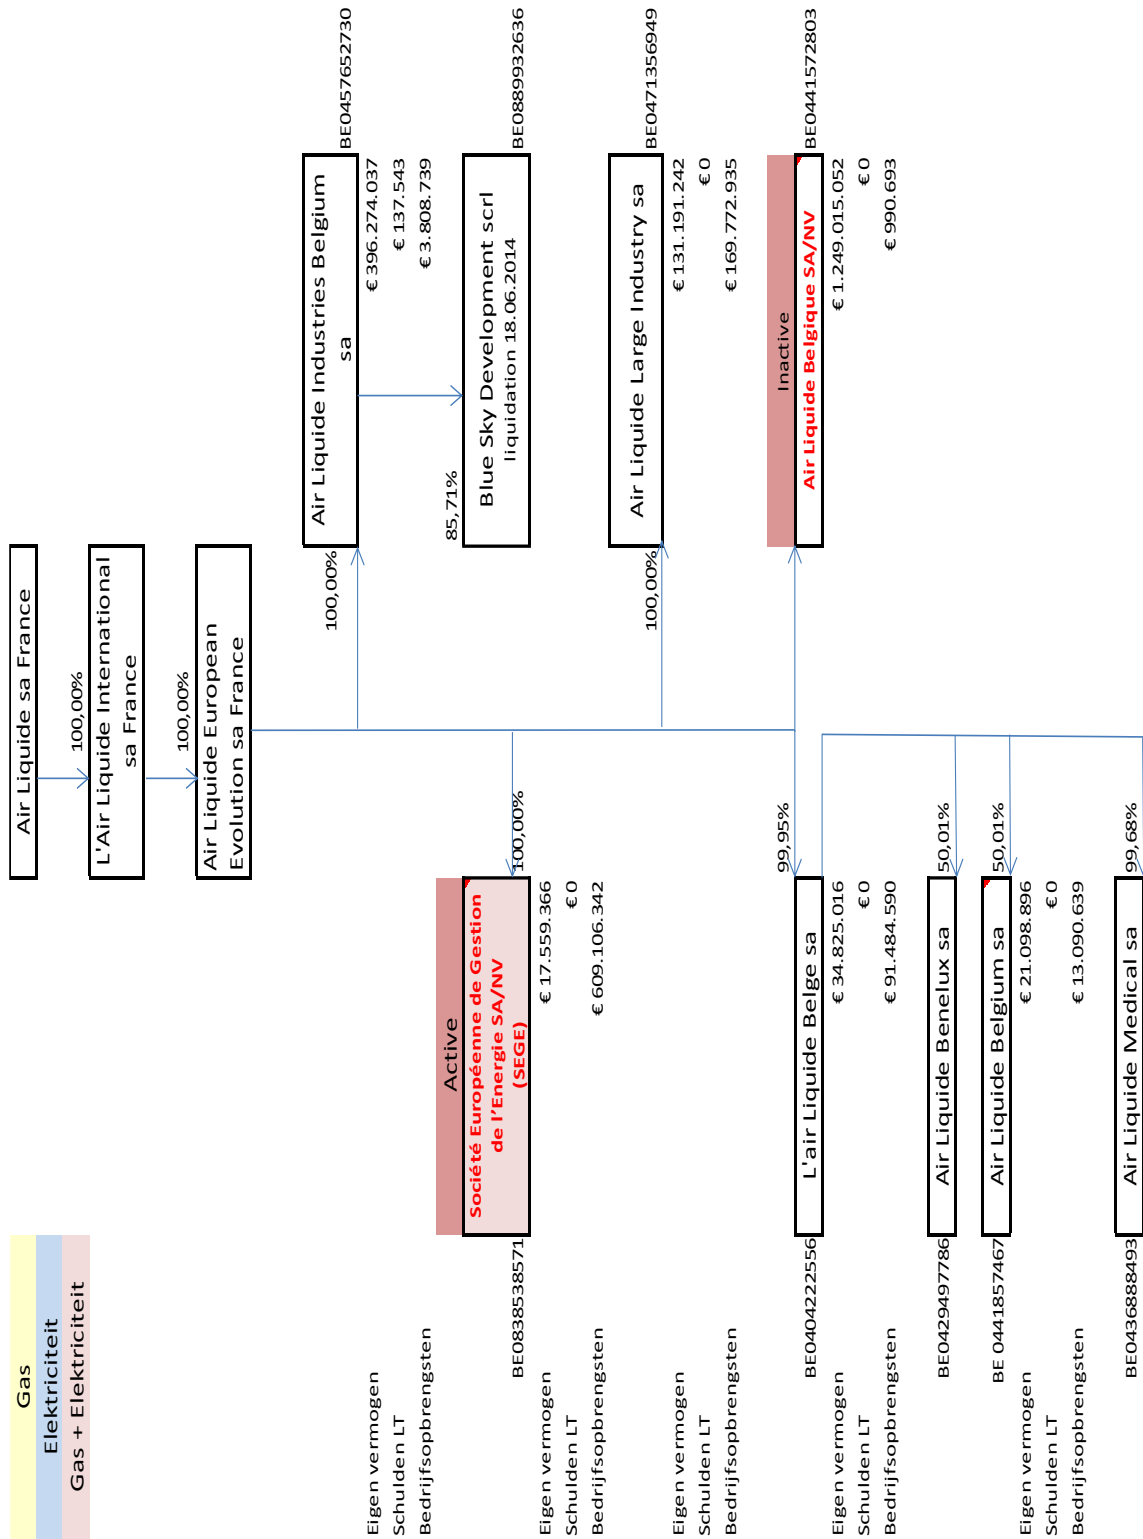 Gas
Elektriciteit
Gas + Elektriciteit
Air Liquide sa France
100,00%
L'Air Liquide International
sa France
100,00%
Air Liquide European
Evolution sa France
100,00%
Air Liquide Industries Belgium
sa
BE0457652730
Eigen vermogen
€ 396.274.037
Schulden LT
€ 137.543
Bedrijfsopbrengsten
€ 3.808.739
Active
Société Européenne de Gestion
de l'Energie SA/NV
(SEGE)
BE0838538571
100,00%
85,71%
Blue Sky Development scrl
liquidation 18.06.2014
BE0889932636
Eigen vermogen
€ 17.559.366
Schulden LT
€ 0
Bedrijfsopbrengsten
€ 609.106.342
100,00%
Air Liquide Large Industry sa
BE0471356949
Eigen vermogen
€ 131.191.242
Schulden LT
€ 0
Bedrijfsopbrengsten
€ 169.772.935
Inactive
BE0404222556
L'air Liquide Belge sa
99,95%
Air Liquide Belgique SA/NV
BE0441572803
Eigen vermogen
€ 34.825.016
€ 1.249.015.052
Schulden LT
€ 0
€ 0
Bedrijfsopbrengsten
€ 91.484.590
€ 990.693
BE0429497786
Air Liquide Benelux sa
50,01%
BE 0441857467
Air Liquide Belgium sa
50,01%
Eigen vermogen
€ 21.098.896
Schulden LT
€ 0
Bedrijfsopbrengsten
€ 13.090.639
BE0436888493
Air Liquide Medical sa
99,68%